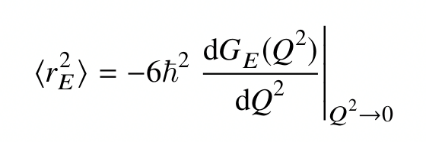 ⟨r_E^2⟩ = −6ℏ^2 dG_E(Q^2)/dQ^2 |_{Q^2→0}